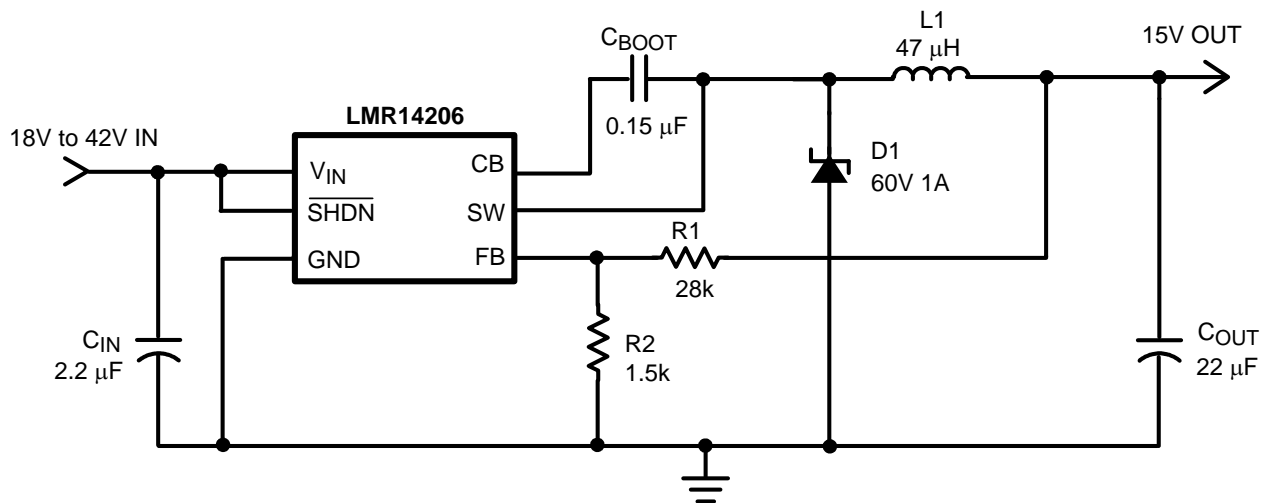 L1
47 μH
15V OUT
CBOOT
0.15 μF
LMR14206
18V to 42V IN
VIN
CB
D1
60V 1A
SHDN
SW
R1
GND
FB
28k
CIN
2.2 μF
R2
1.5k
COUT
22 μF